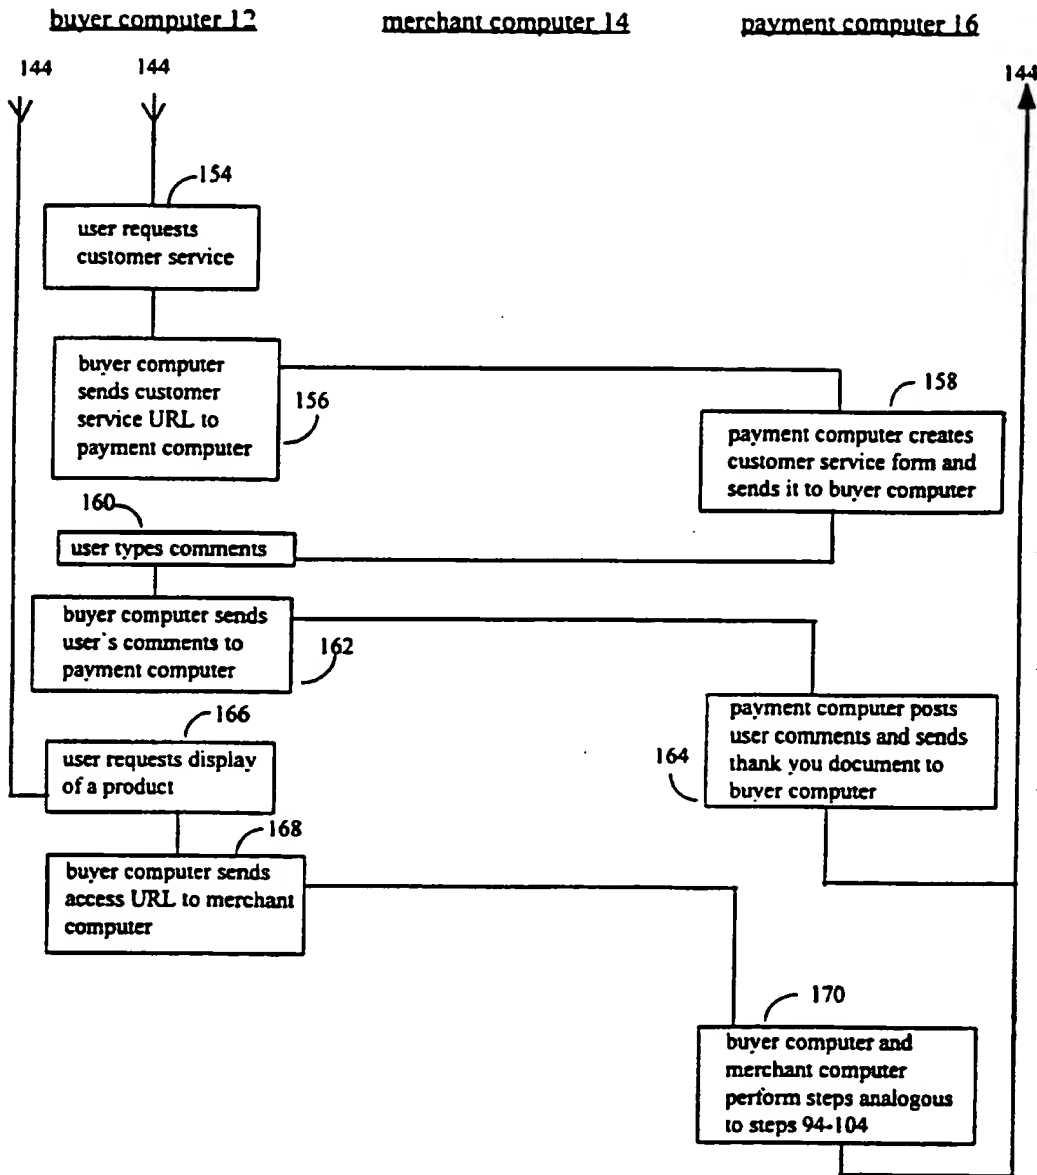 buyer computer 12
merchant computer 14
payment computer 16
144
144
144
154
user requests
customer service
buyer computer
sends customer
service URL to
payment computer
156
158
payment computer creates
customer service form and
sends it to buyer computer
160
user types comments
buyer computer sends
user's comments to
payment computer
162
payment computer posts
user comments and sends
thank you document to
buyer computer
164
166
user requests display
of a product
168
buyer computer sends
access URL to merchant
computer
170
buyer computer and
merchant computer
perform steps analogous
to steps 94-104